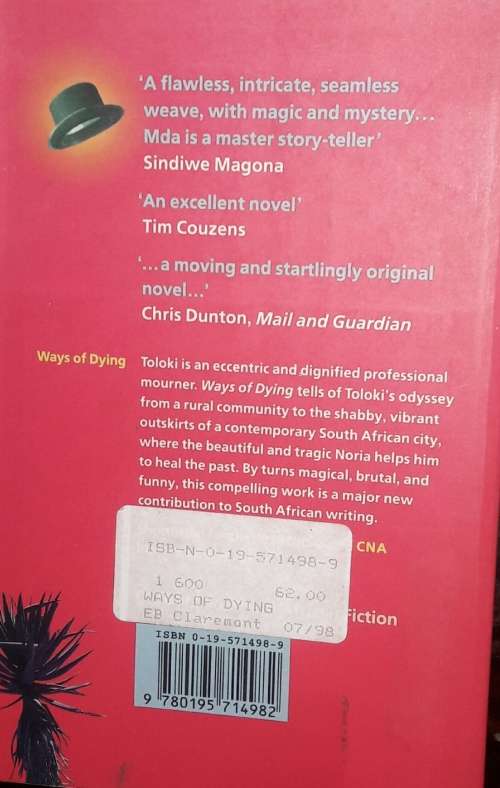 ‘A flawless, intricate, seamless
weave, with magic and mystery...
Mda is a master story-teller’
Sindiwe Magona
‘An excellent novel’
Tim Couzens
‘...a moving and startlingly original
novel...’
Chris Dunton, Mail and Guardian
Ways of Dying
Toloki is an eccentric and dignified professional
mourner. Ways of Dying tells of Toloki's odyssey
from a rural community to the shabby, vibrant
outskirts of a contemporary South African city,
where the beautiful and tragic Noria helps him
to heal the past. By turns magical, brutal, and
funny, this compelling work is a major new
contribution to South African writing.
CNA
ISB-N-0-19-571498-9
1 600 62.00
WAYS OF DYING
EB Claremont 07/98
Fiction
ISBN 0-19-571498-9
9 780195 714982